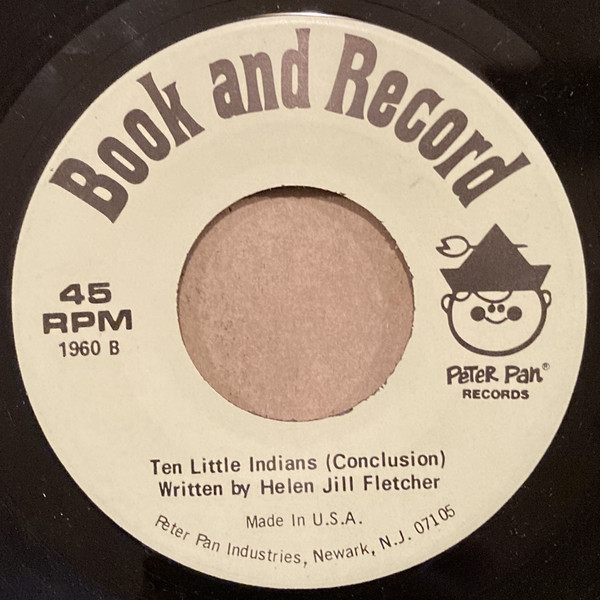 Book and Record
45
RPM
1960 B
PETER Pan®
RECORDS
Ten Little Indians (Conclusion)
Written by Helen Jill Fletcher
Made In U.S.A.
Peter Pan Industries, Newark, N.J. 07105